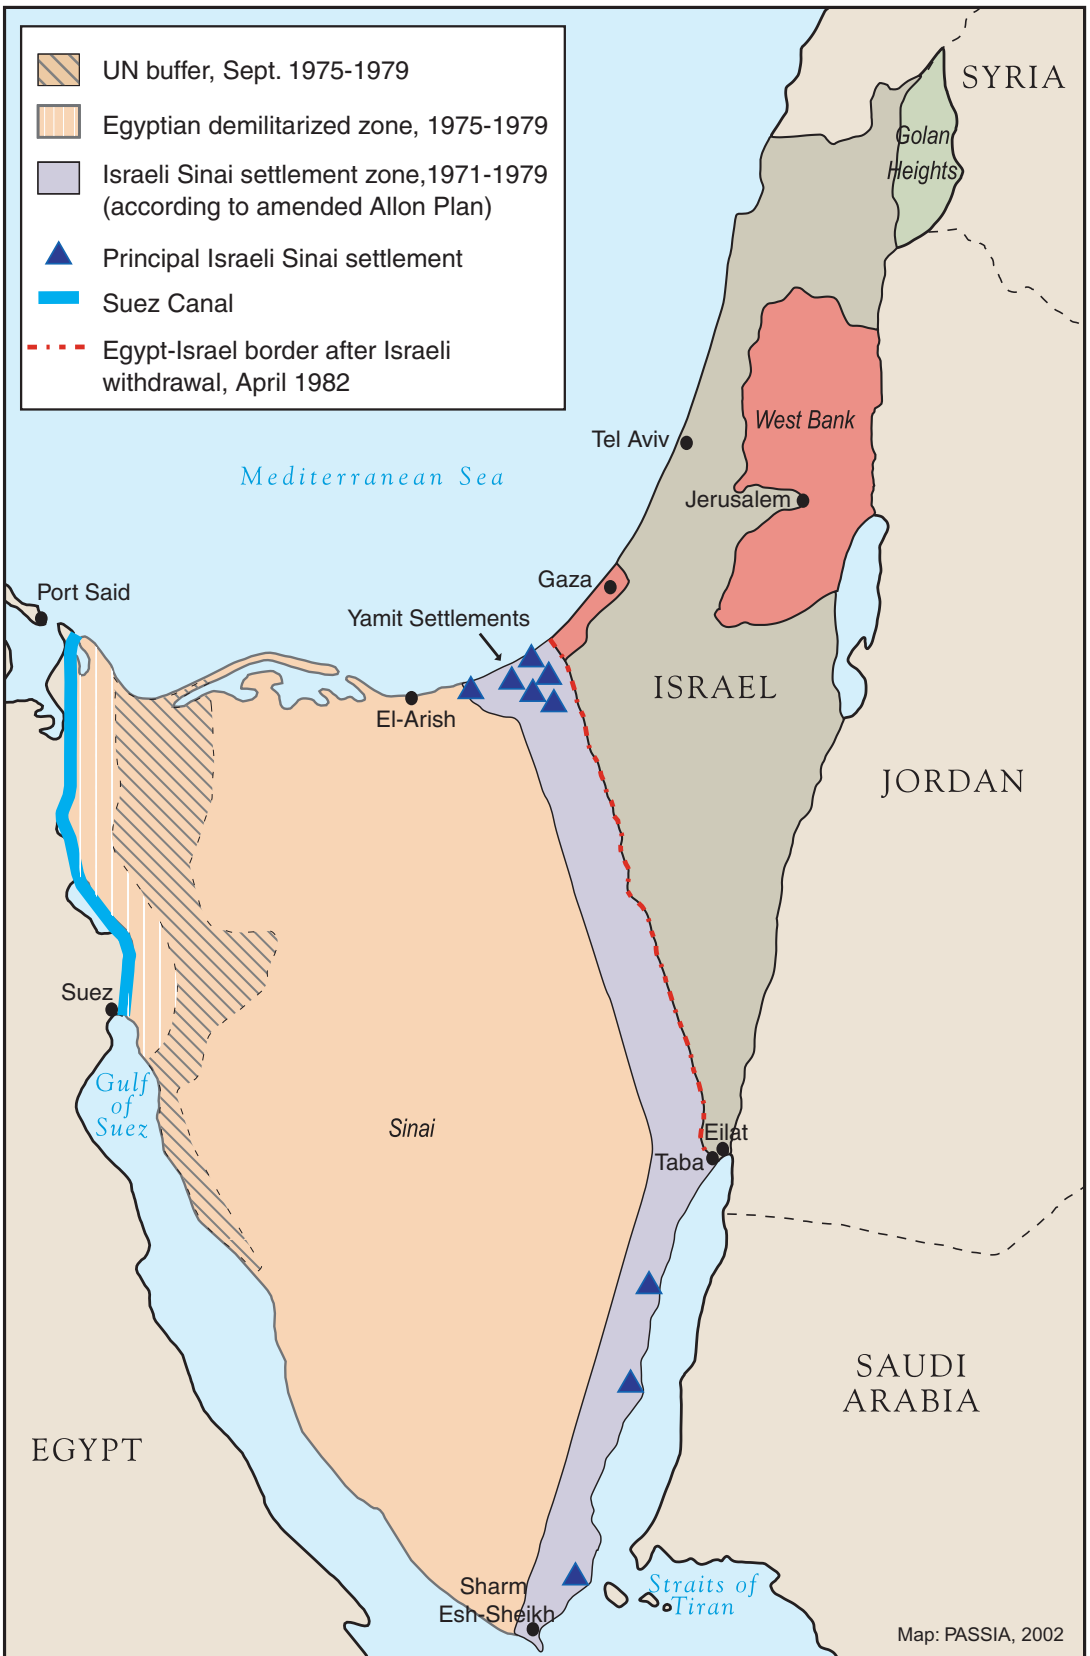 UN buffer, Sept. 1975-1979
Egyptian demilitarized zone, 1975-1979
Israeli Sinai settlement zone,1971-1979
(according to amended Allon Plan)
Principal Israeli Sinai settlement
Suez Canal
Egypt-Israel border after Israeli
withdrawal, April 1982
SYRIA
Golan
Heights
West Bank
Tel Aviv
Mediterranean Sea
Jerusalem
Gaza
Port Said
Yamit Settlements
ISRAEL
El-Arish
JORDAN
Suez
Gulf
of
Suez
Sinai
Eilat
Taba
SAUDI
ARABIA
EGYPT
Sharm
Esh-Sheikh
Straits of
Tiran
Map: PASSIA, 2002